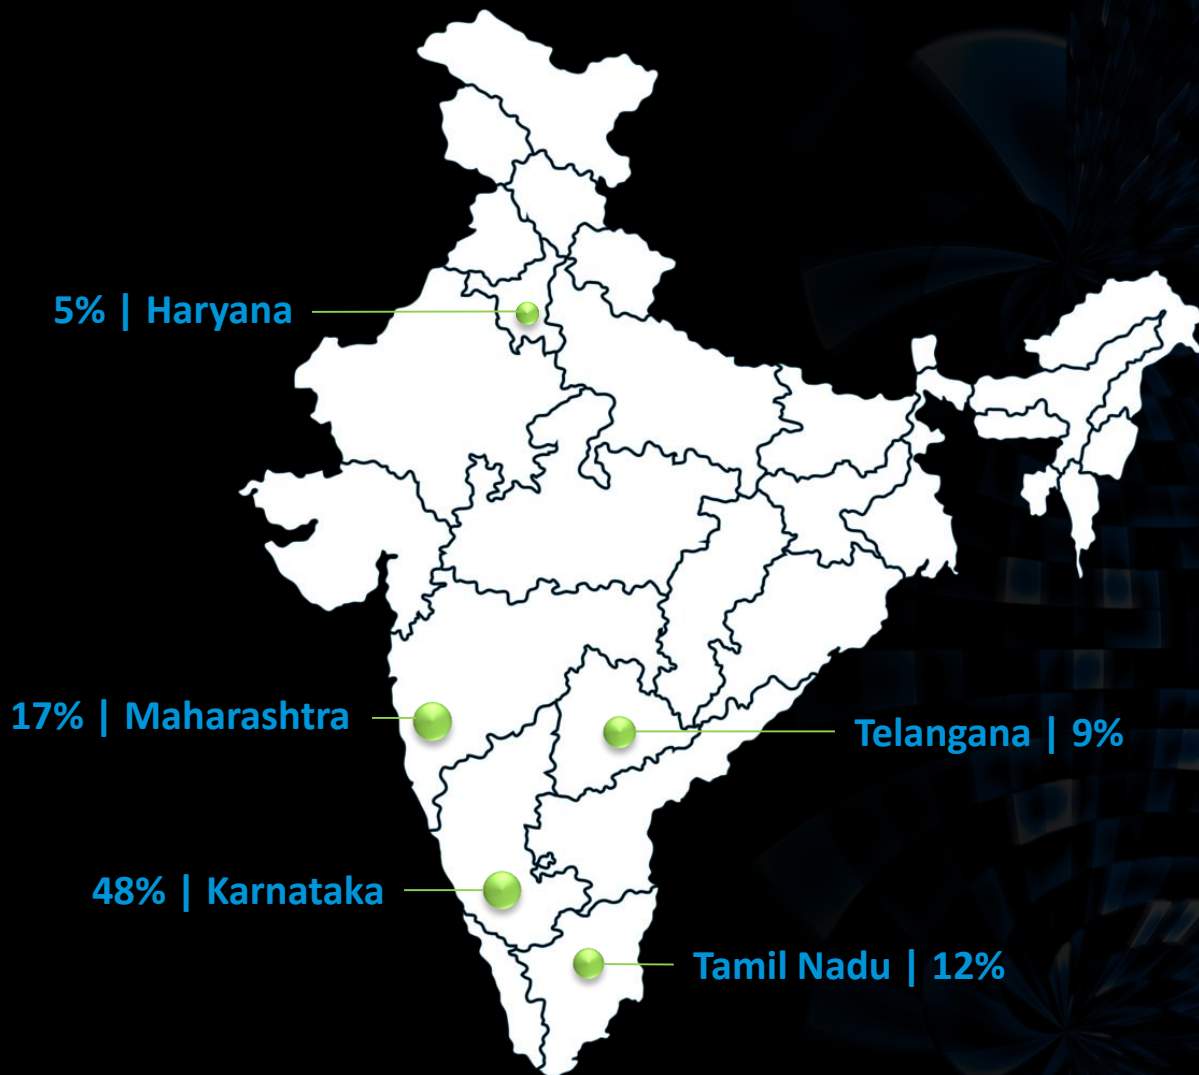 5% | Haryana
17% | Maharashtra
Telangana | 9%
48% | Karnataka
Tamil Nadu | 12%